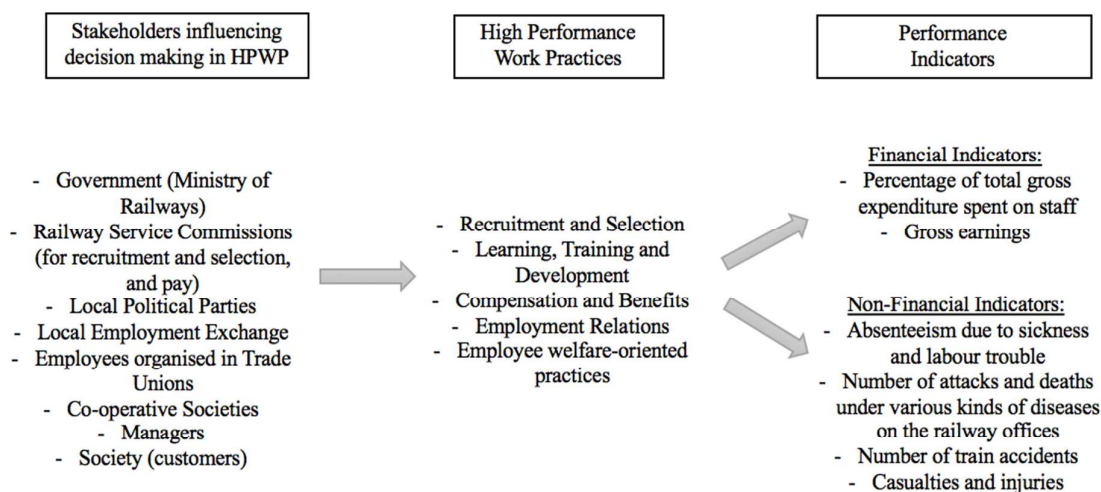 Stakeholders influencing
decision making in HPWP
High Performance
Work Practices
Performance
Indicators
- Government (Ministry of
Railways)
- Railway Service Commissions
(for recruitment and selection,
and pay)
- Local Political Parties
- Local Employment Exchange
- Employees organised in Trade
Unions
- Co-operative Societies
- Managers
- Society (customers)
- Recruitment and Selection
- Learning, Training and
Development
- Compensation and Benefits
- Employment Relations
- Employee welfare-oriented
practices
Financial Indicators:
- Percentage of total gross
expenditure spent on staff
- Gross earnings
Non-Financial Indicators:
- Absenteeism due to sickness
and labour trouble
- Number of attacks and deaths
under various kinds of diseases
on the railway offices
- Number of train accidents
- Casualties and injuries